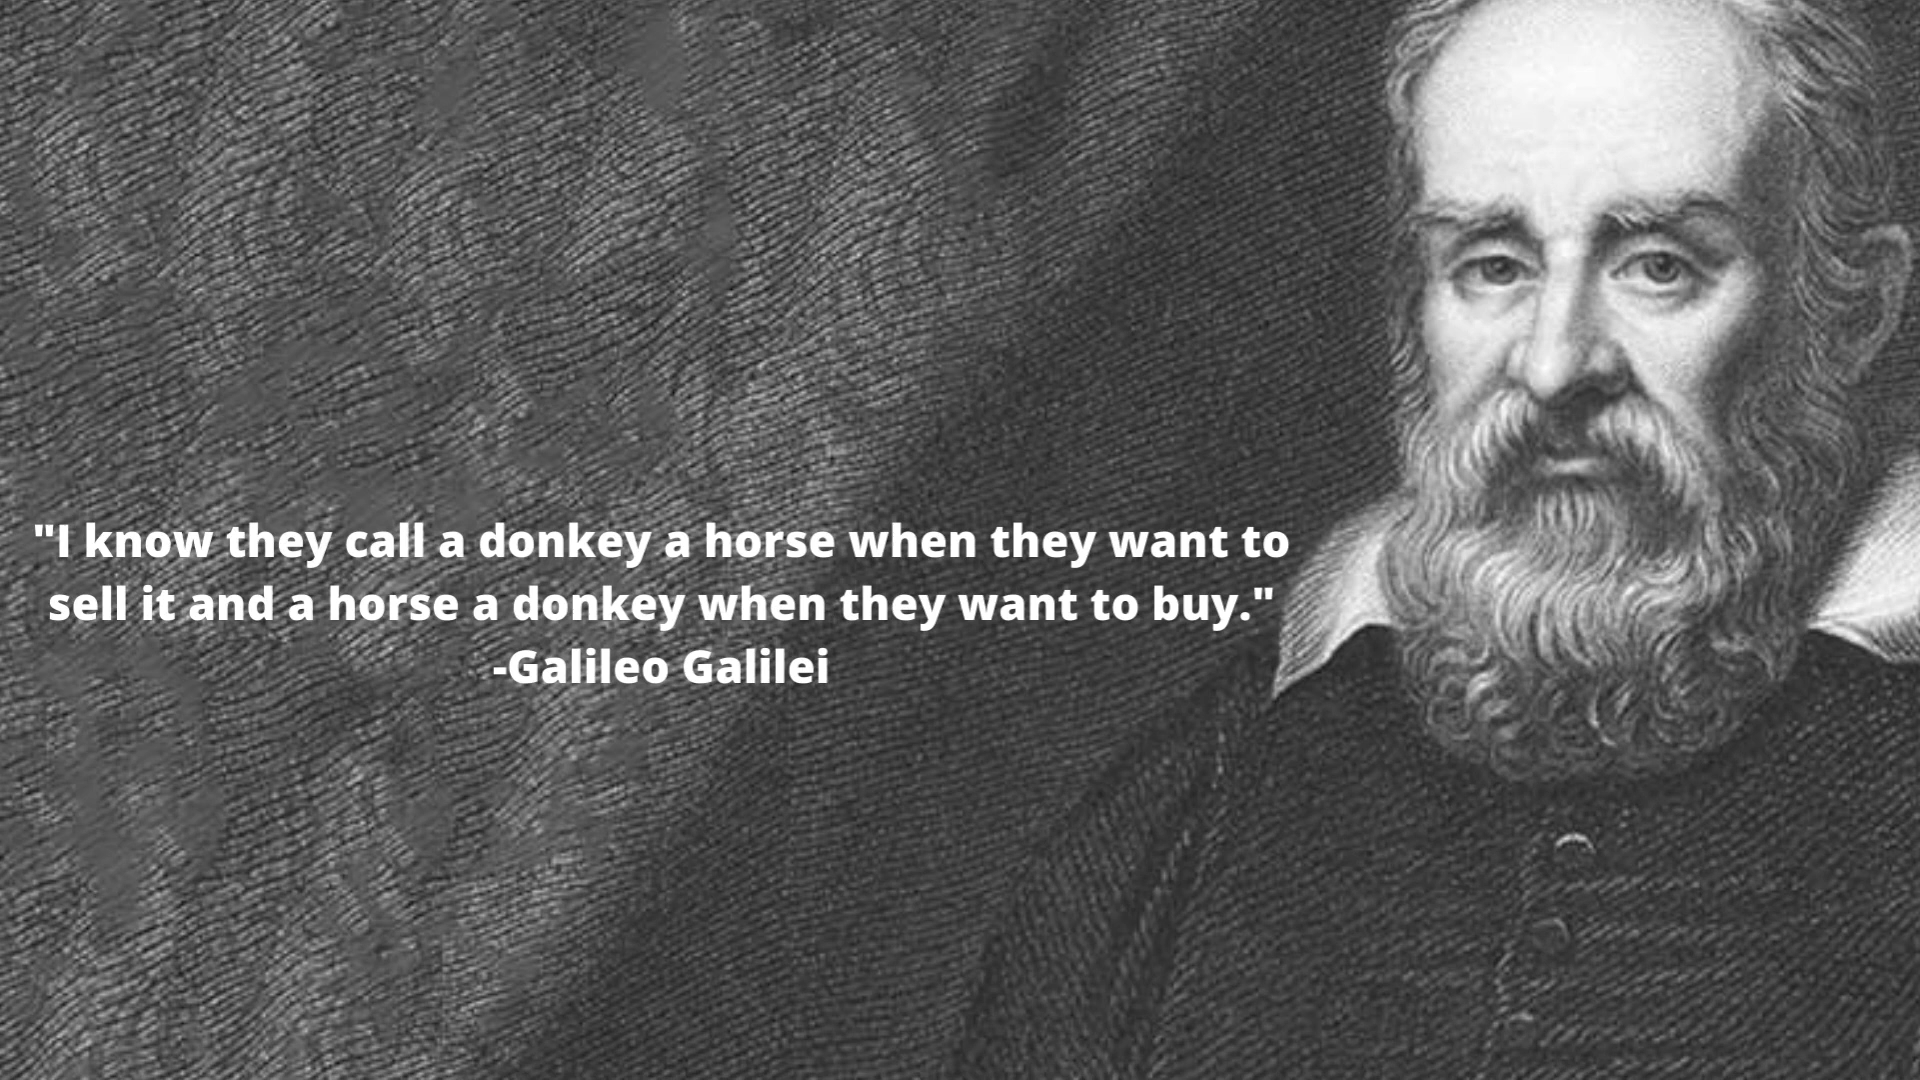 "I know they call a donkey a horse when they want to
sell it and a horse a donkey when they want to buy."
-Galileo Galilei